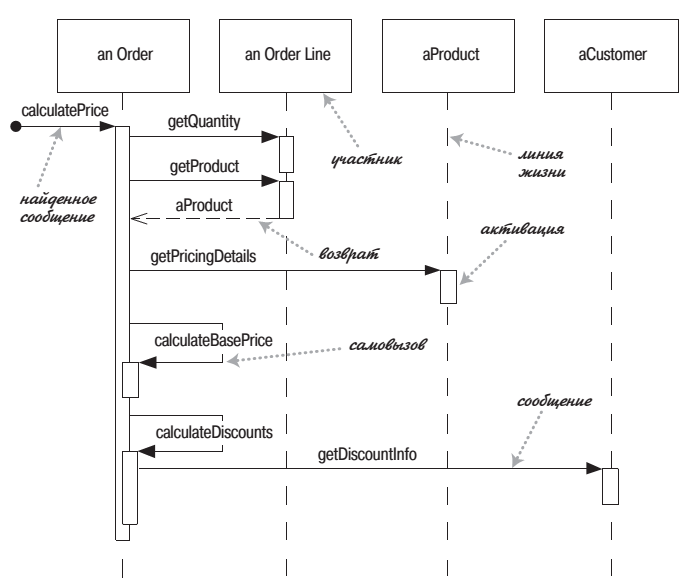 an Order
an Order Line
aProduct
aCustomer
calculatePrice
getQuantity
участник
линия
жизни
getProduct
найденное
сообщение
aProduct
возврат
активация
getPricingDetails
calculateBasePrice
самовызов
сообщение
calculateDiscounts
getDiscountInfo